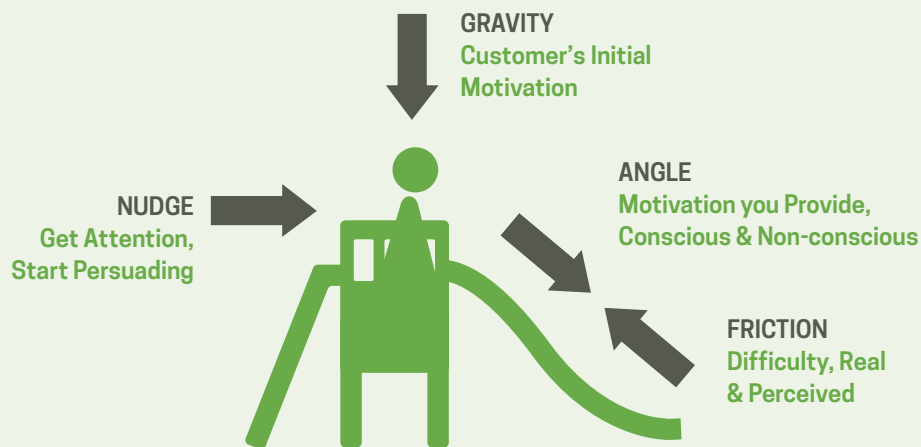 GRAVITY
Customer’s Initial
Motivation
NUDGE
Get Attention,
Start Persuading
ANGLE
Motivation you Provide,
Conscious & Non-conscious
FRICTION
Difficulty, Real
& Perceived